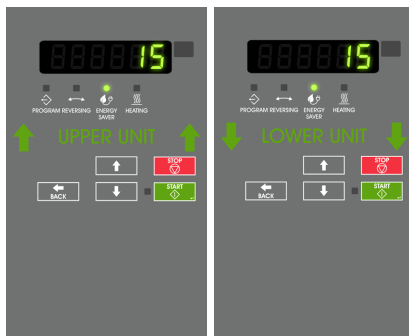 15
PROGRAM REVERSING ENERGY SAVER HEATING
UPPER UNIT
STOP
BACK
START
15
PROGRAM REVERSING ENERGY SAVER HEATING
LOWER UNIT
STOP
BACK
START